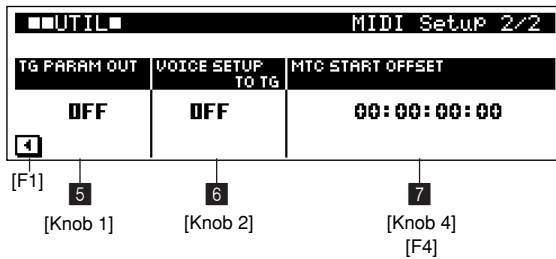 UTIL MIDI Setup 2/2
TG PARAM OUT VOICE SETUP TO TG MTC START OFFSET
OFF OFF 00:00:00:00
[F1]
5 6 7
[Knob 1] [Knob 2] [Knob 4]
[F4]